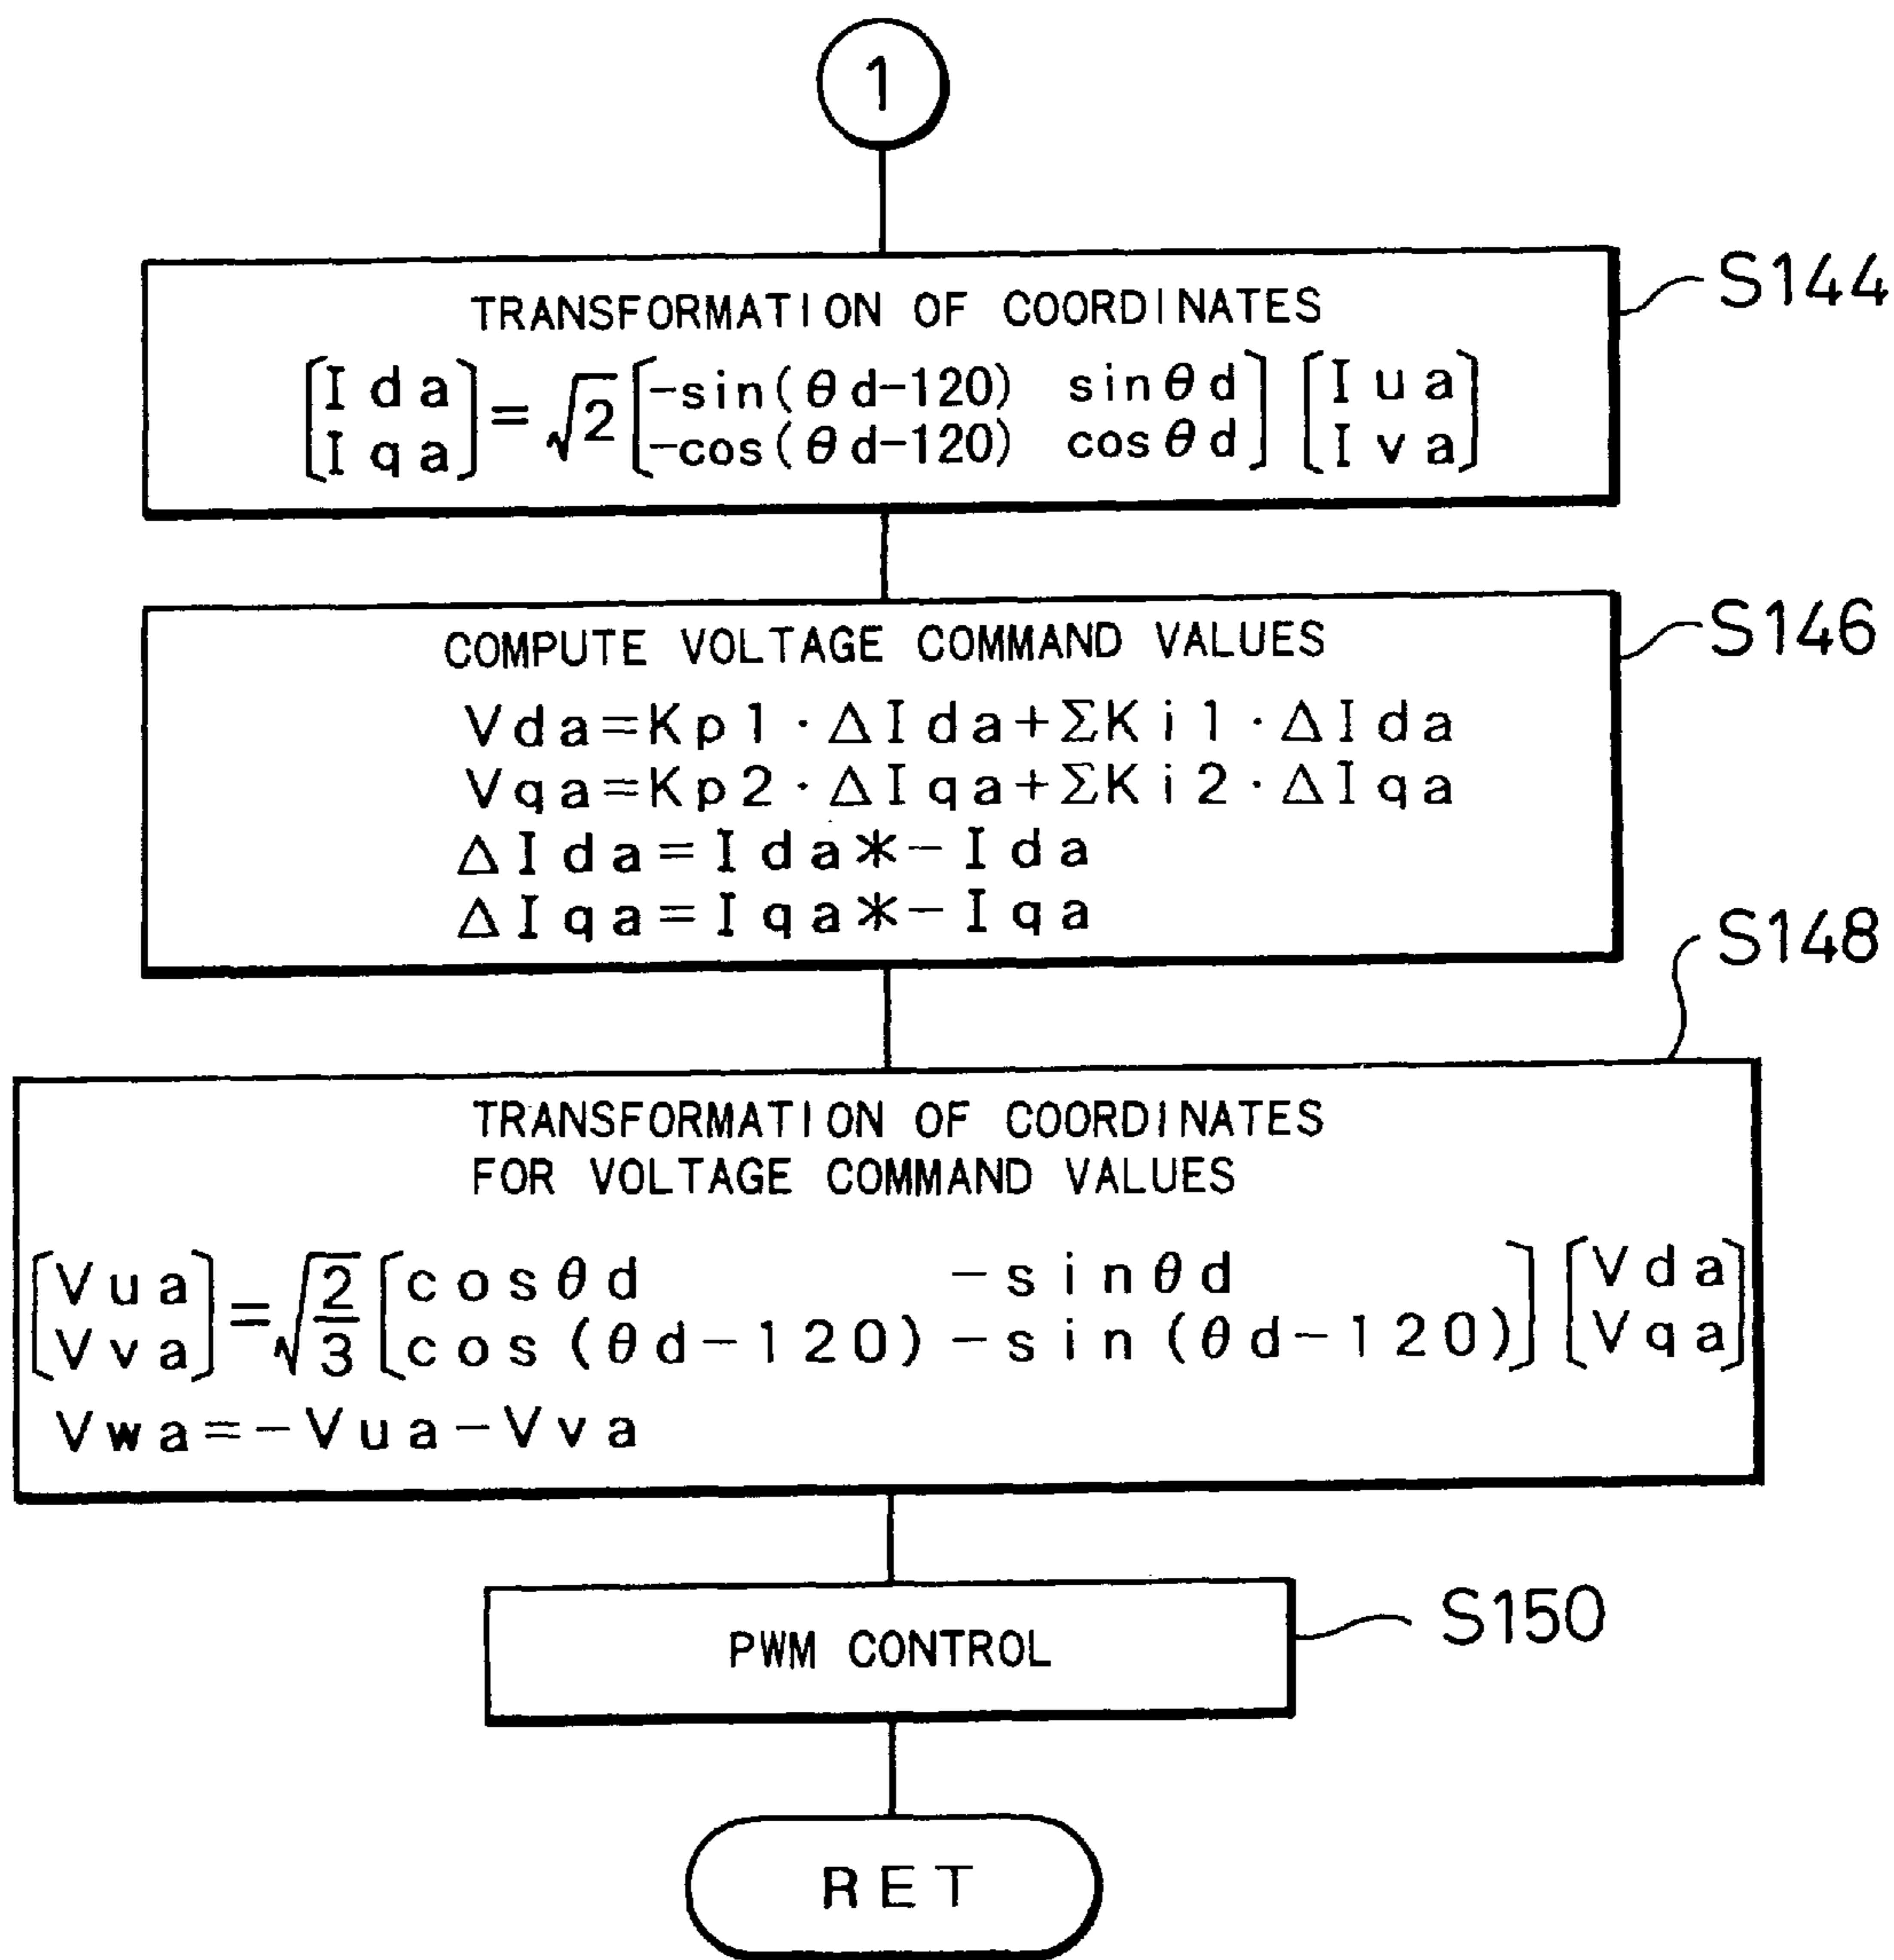 1
S144
TRANSFORMATION OF COORDINATES
[Ida] = √2 [-sin(θd-120) sinθd] [Iua]
[Iqa] [-cos(θd-120) cosθd] [Iva]
S146
COMPUTE VOLTAGE COMMAND VALUES
Vda=Kp1·ΔIda+ΣKi1·ΔIda
Vqa=Kp2·ΔIqa+ΣKi2·ΔIqa
ΔIda=Ida*-Ida
ΔIqa=Iqa*-Iqa
S148
TRANSFORMATION OF COORDINATES
FOR VOLTAGE COMMAND VALUES
[Vua] = √2/3 [cosθd -sinθd] [Vda]
[Vva] [cos(θd-120) -sin(θd-120)] [Vqa]
Vwa=-Vua-Vva
PWM CONTROL
S150
RET